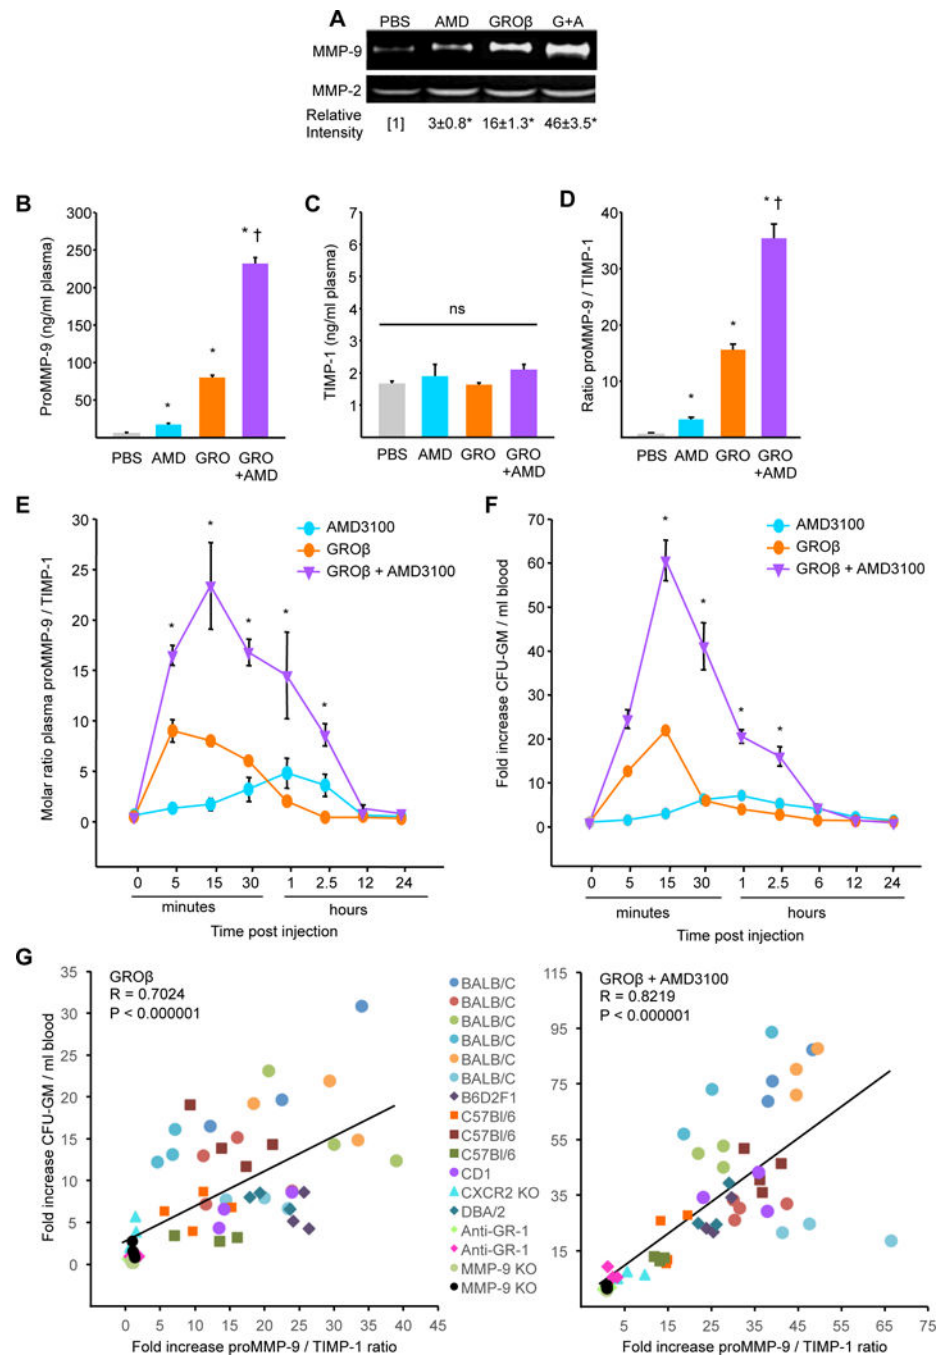 A
PBS AMD GROβ G+A
MMP-9
MMP-2
Relative
Intensity [1] 3±0.8* 16±1.3* 46±3.5*
B
ProMMP-9 (ng/ml plasma)
300
250
200
150
100
50
* * * †
PBS AMD GRO GRO
+AMD
C
TIMP-1 (ng/ml plasma)
7
6
5
4
3
2
1
ns
PBS AMD GRO GRO
+AMD
D
Ratio proMMP-9 / TIMP-1
40
30
20
10
* * * †
PBS AMD GRO GRO
+AMD
E
Molar ratio plasma proMMP-9 / TIMP-1
30
25
20
15
10
5
0
AMD3100
GROβ
GROβ + AMD3100
* * * * *
0 5 15 30 1 2.5 12 24
minutes hours
Time post injection
F
Fold increase CFU-GM / ml blood
70
60
50
40
30
20
10
0
AMD3100
GROβ
GROβ + AMD3100
* * * *
0 5 15 30 1 2.5 6 12 24
minutes hours
Time post injection
G
Fold increase CFU-GM / ml blood
35
30
25
20
15
10
5
0
GROβ
R = 0.7024
P < 0.000001
0 5 10 15 20 25 30 35 40 45
Fold increase proMMP-9 / TIMP-1 ratio
BALB/C
BALB/C
BALB/C
BALB/C
BALB/C
BALB/C
B6D2F1
C57Bl/6
C57Bl/6
C57Bl/6
CD1
CXCR2 KO
DBA/2
Anti-GR-1
Anti-GR-1
MMP-9 KO
MMP-9 KO
115
95
75
55
35
15
GROβ + AMD3100
R = 0.8219
P < 0.000001
5 15 25 35 45 55 65 75
Fold increase proMMP-9 / TIMP-1 ratio